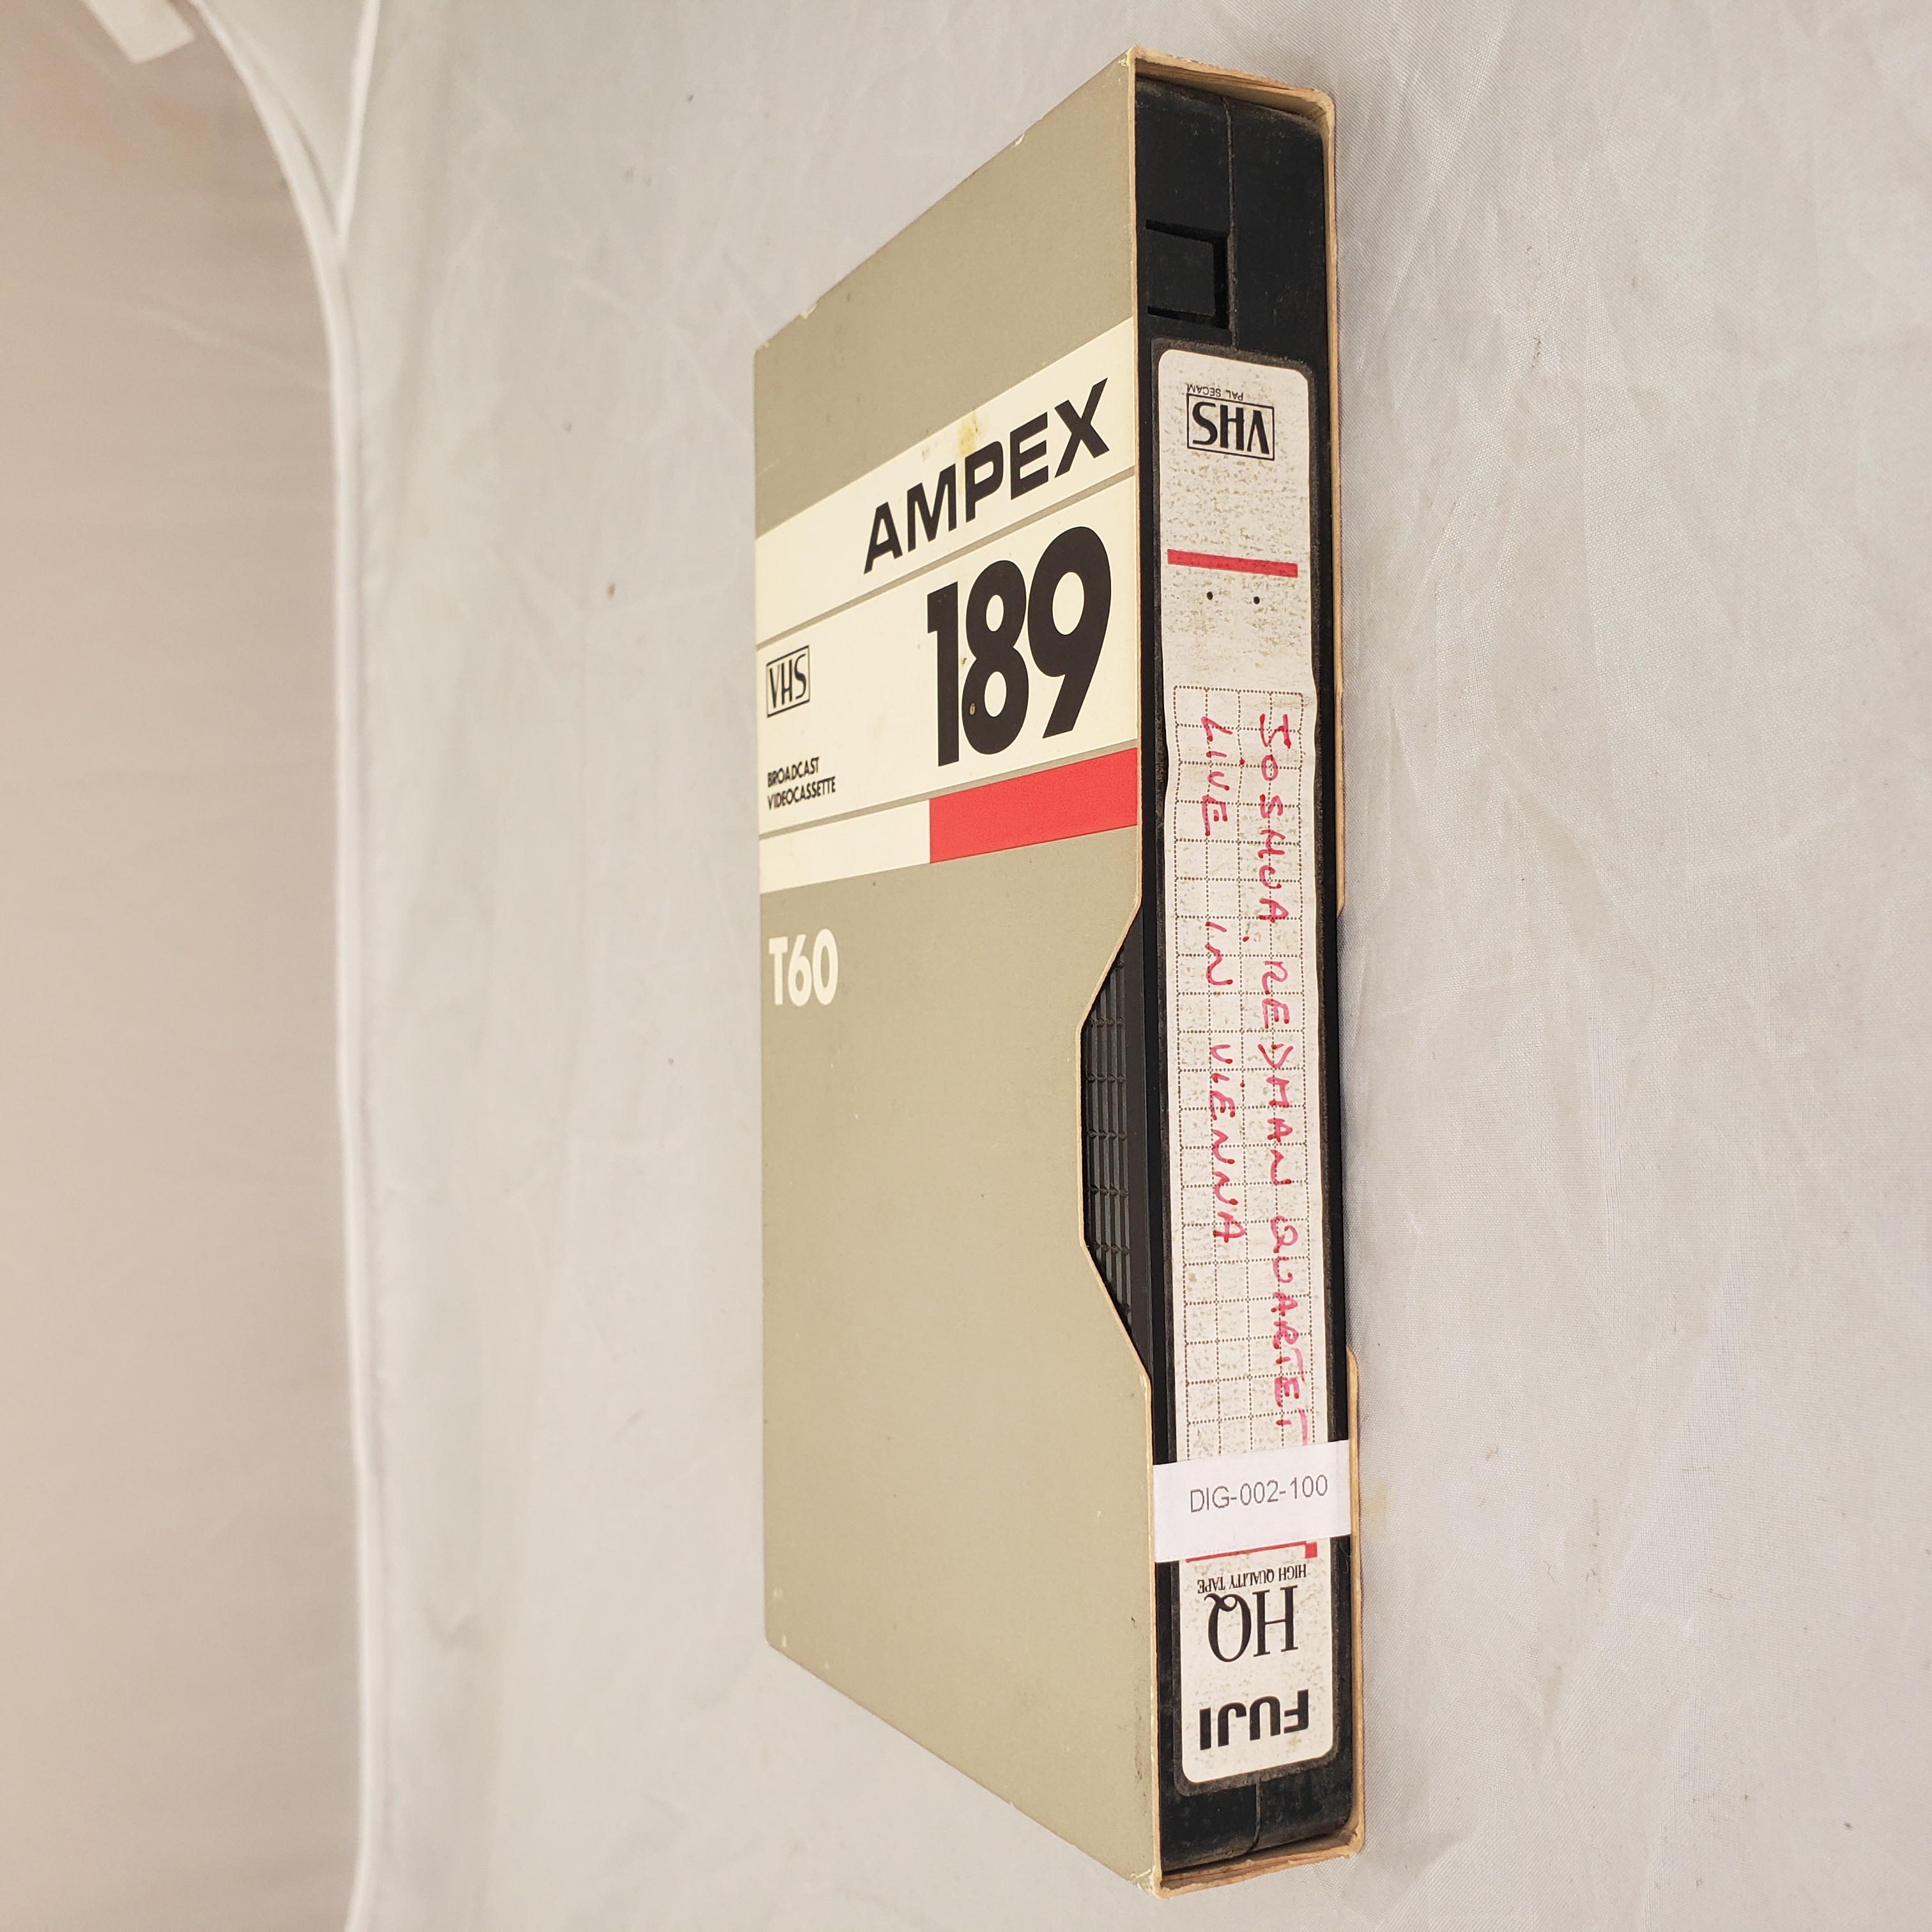 AMPEX
189
VHS
BROADCAST
VIDEOCASSETTE
T60
VHS
PAL SECAM
JOSHUA REDMAN QUARTET
LIVE IN VIENNA
DIG-002-100
HQ
HIGH QUALITY TAPE
FUJI